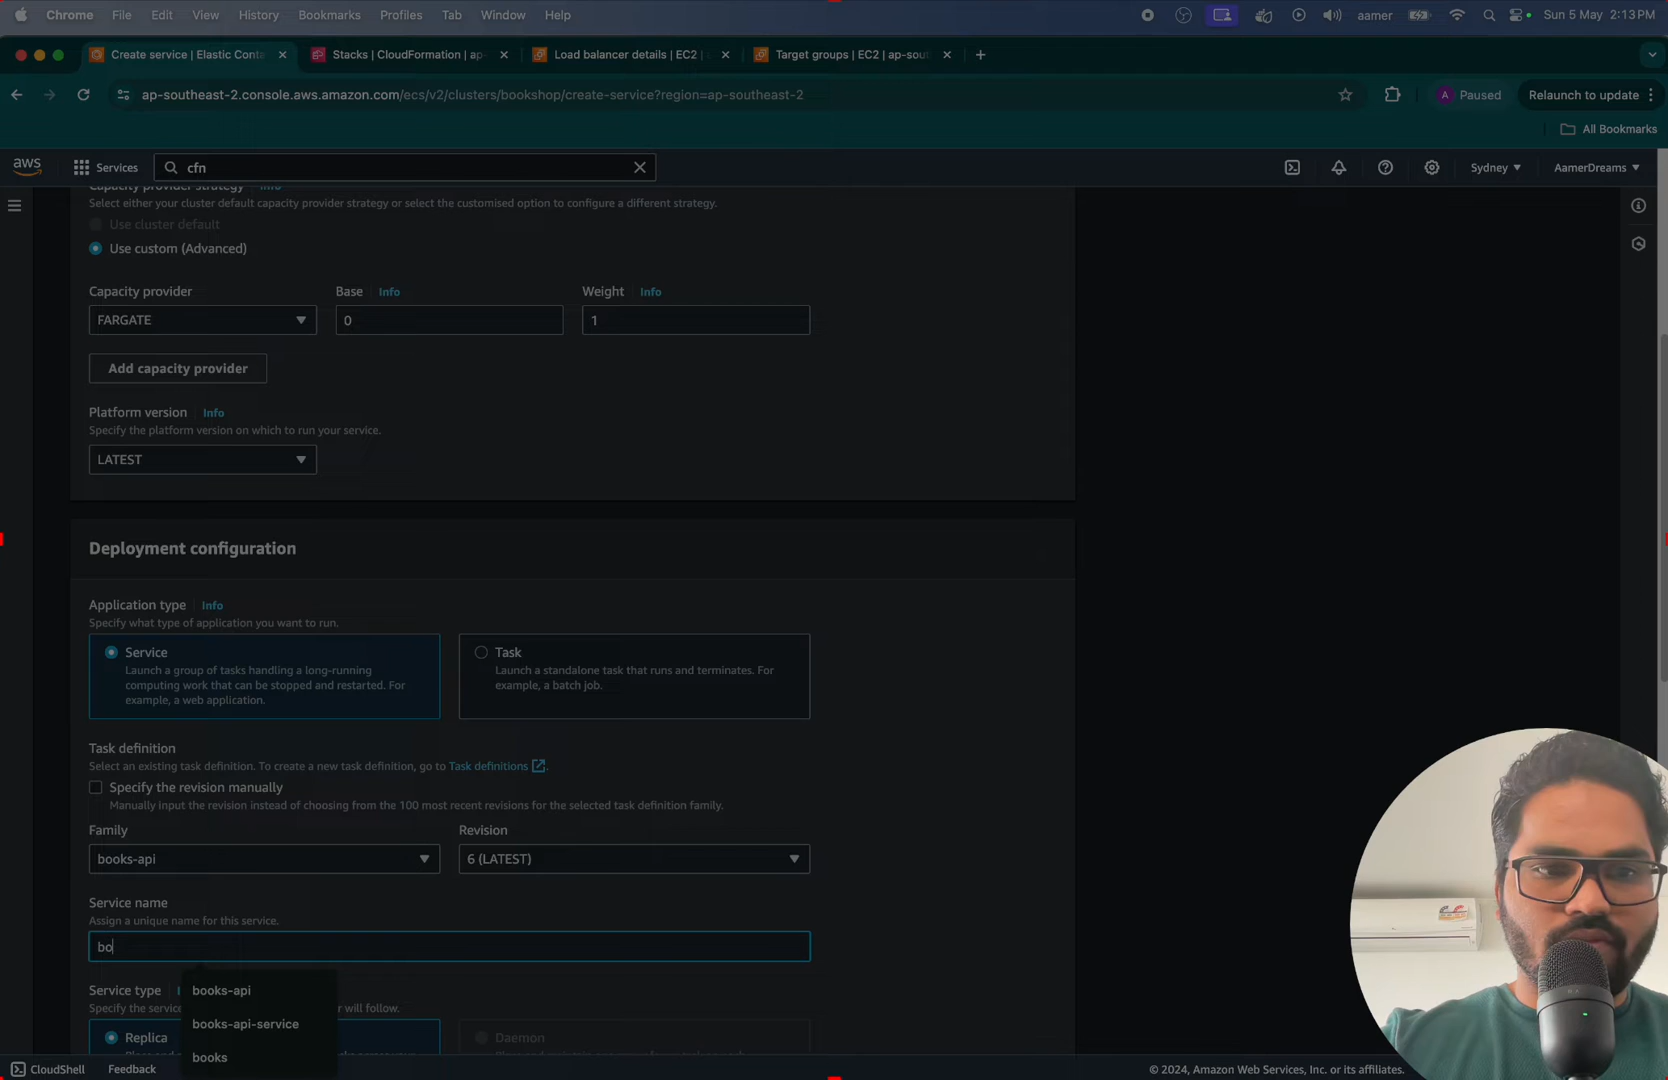 Chrome File Edit View History Bookmarks Profiles Tab Window Help aamer Sun 5 May 2:13 PM
Create service | Elastic Conta Stacks | CloudFormation | ap- Load balancer details | EC2 | Target groups | EC2 | ap-sou
ap-southeast-2.console.aws.amazon.com/ecs/v2/clusters/bookshop/create-service?region=ap-southeast-2 A Paused Relaunch to update
All Bookmarks
aws Services cfn Sydney AamerDreams
Capacity provider strategy Info
Select either your cluster default capacity provider strategy or select the customised option to configure a different strategy.
Use cluster default
Use custom (Advanced)
Capacity provider Base Info Weight Info
FARGATE 0 1
Add capacity provider
Platform version Info
Specify the platform version on which to run your service.
LATEST
Deployment configuration
Application type Info
Specify what type of application you want to run.
Service Task
Launch a group of tasks handling a long-running Launch a standalone task that runs and terminates. For
computing work that can be stopped and restarted. For example, a batch job.
example, a web application.
Task definition
Select an existing task definition. To create a new task definition, go to Task definitions.
Specify the revision manually
Manually input the revision instead of choosing from the 100 most recent revisions for the selected task definition family.
Family Revision
books-api 6 (LATEST)
Service name
Assign a unique name for this service.
bo
Service type books-api
Specify the servic r will follow.
books-api-service
Replica Daemon
books
CloudShell Feedback © 2024, Amazon Web Services, Inc. or its affiliates.